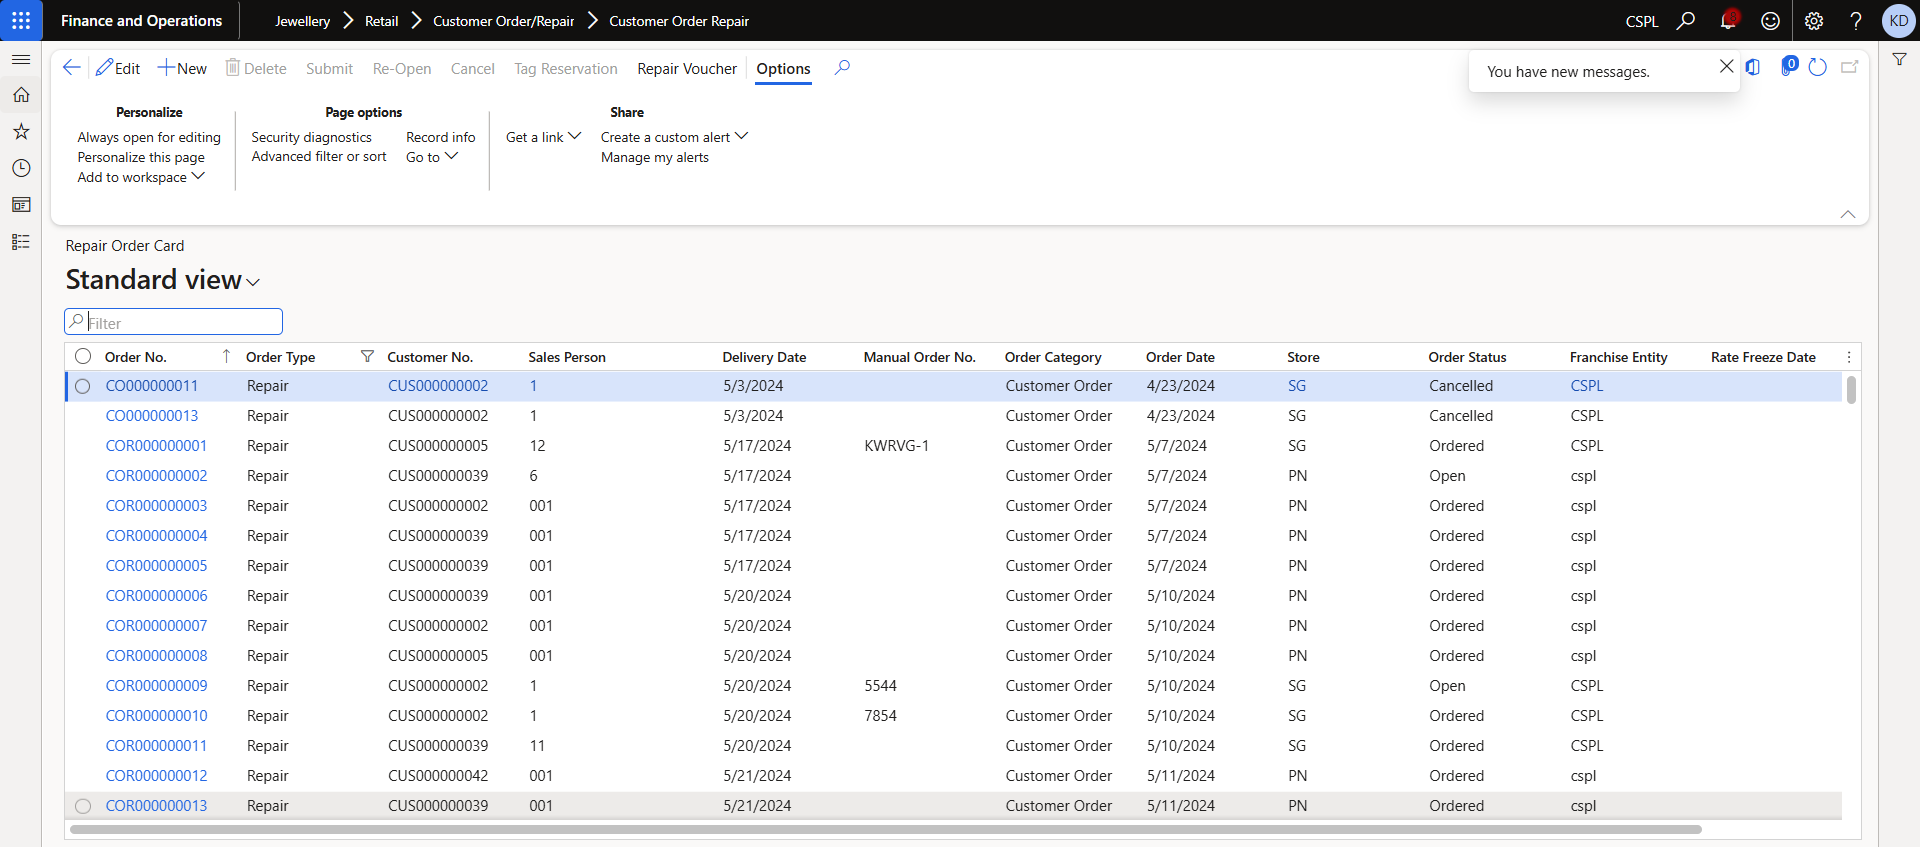 Finance and Operations Jewellery Retail Customer Order/Repair Customer Order Repair CSPL KD
Edit New Delete Submit Re-Open Cancel Tag Reservation Repair Voucher Options You have new messages. 0
Personalize Page options Share
Always open for editing Security diagnostics Record info Get a link Create a custom alert
Personalize this page Advanced filter or sort Go to Manage my alerts
Add to workspace
Repair Order Card
Standard view
Filter
Order No. Order Type Customer No. Sales Person Delivery Date Manual Order No. Order Category Order Date Store Order Status Franchise Entity Rate Freeze Date
CO000000011 Repair CUS000000002 1 5/3/2024 Customer Order 4/23/2024 SG Cancelled CSPL
CO000000013 Repair CUS000000002 1 5/3/2024 Customer Order 4/23/2024 SG Cancelled CSPL
COR000000001 Repair CUS000000005 12 5/17/2024 KWRVG-1 Customer Order 5/7/2024 SG Ordered CSPL
COR000000002 Repair CUS000000039 6 5/17/2024 Customer Order 5/7/2024 PN Open cspl
COR000000003 Repair CUS000000002 001 5/17/2024 Customer Order 5/7/2024 PN Ordered cspl
COR000000004 Repair CUS000000039 001 5/17/2024 Customer Order 5/7/2024 PN Ordered cspl
COR000000005 Repair CUS000000039 001 5/17/2024 Customer Order 5/7/2024 PN Ordered cspl
COR000000006 Repair CUS000000039 001 5/20/2024 Customer Order 5/10/2024 PN Ordered cspl
COR000000007 Repair CUS000000002 001 5/20/2024 Customer Order 5/10/2024 PN Ordered cspl
COR000000008 Repair CUS000000005 001 5/20/2024 Customer Order 5/10/2024 PN Ordered cspl
COR000000009 Repair CUS000000002 1 5/20/2024 5544 Customer Order 5/10/2024 SG Open CSPL
COR000000010 Repair CUS000000002 1 5/20/2024 7854 Customer Order 5/10/2024 SG Ordered CSPL
COR000000011 Repair CUS000000039 11 5/20/2024 Customer Order 5/10/2024 SG Ordered CSPL
COR000000012 Repair CUS000000042 001 5/21/2024 Customer Order 5/11/2024 PN Ordered cspl
COR000000013 Repair CUS000000039 001 5/21/2024 Customer Order 5/11/2024 PN Ordered cspl